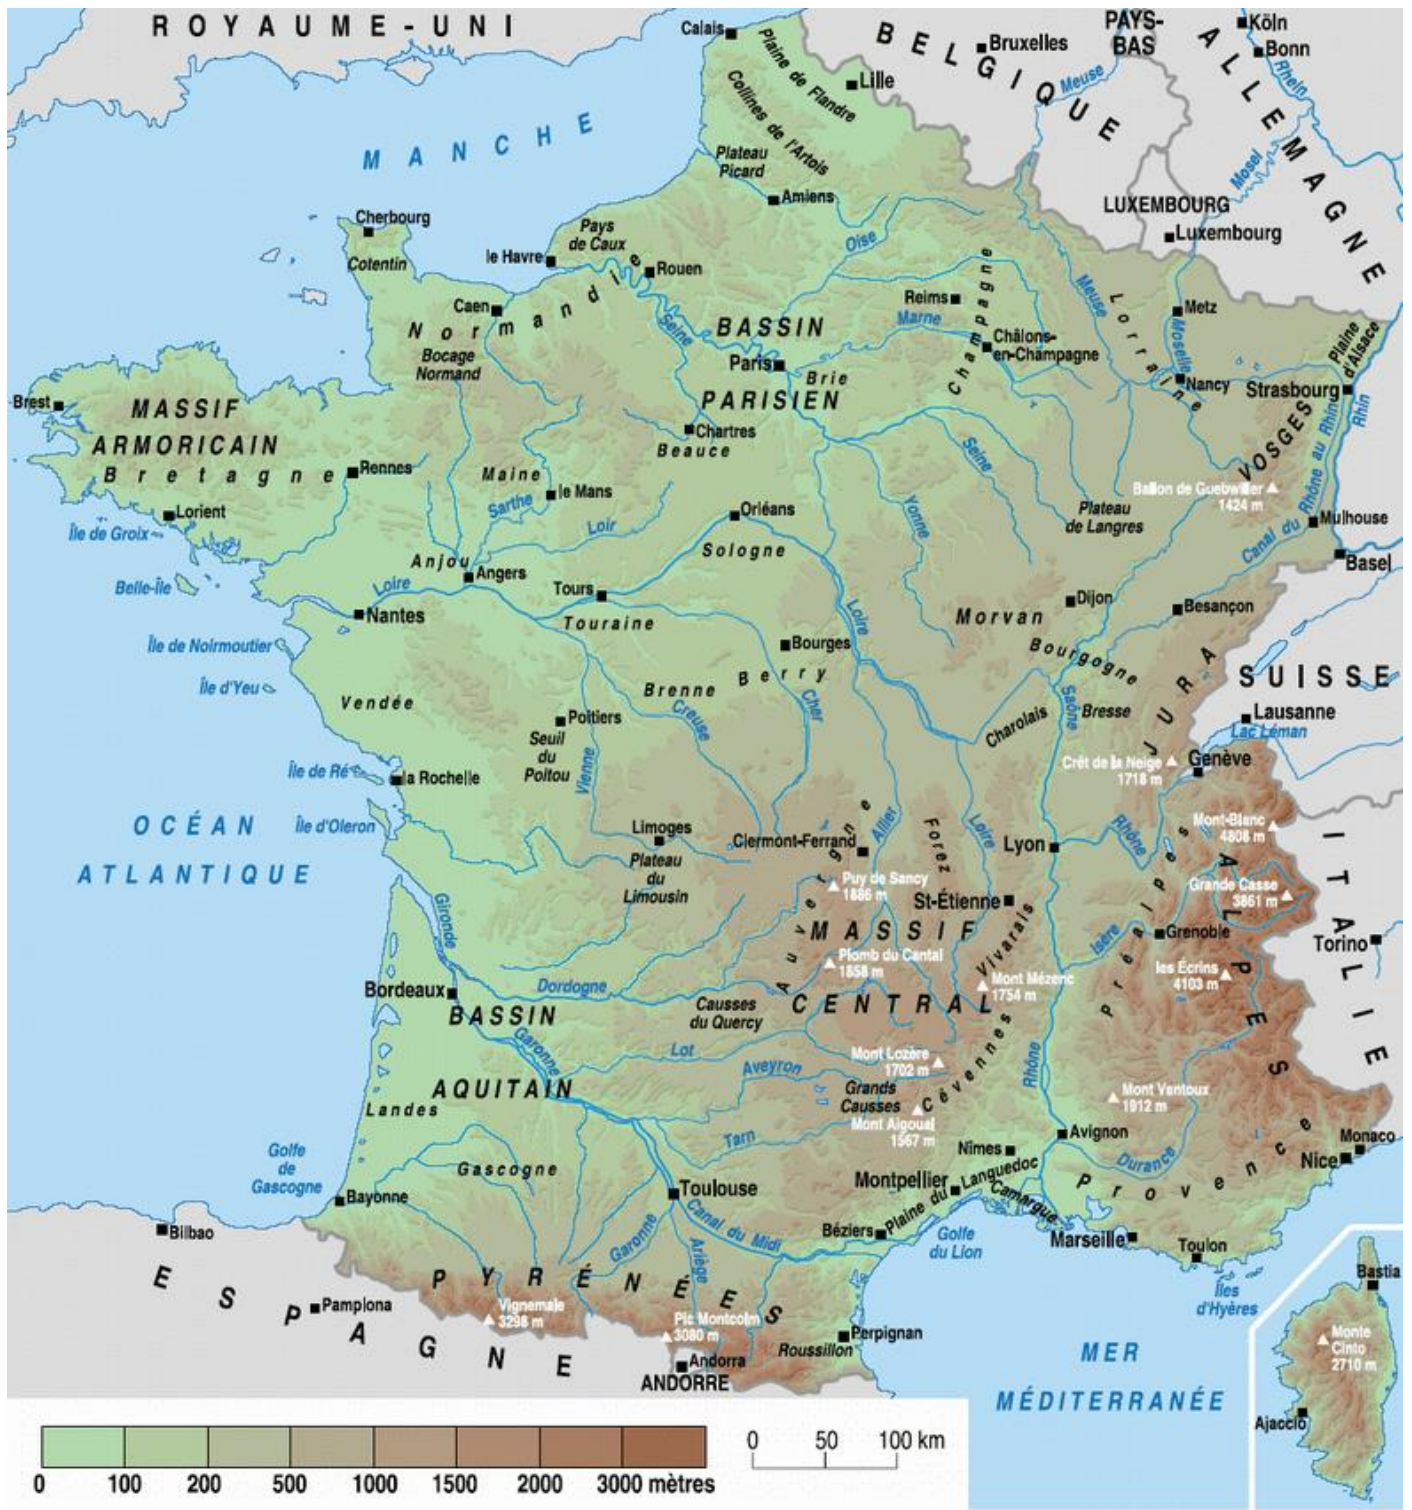 ROYAUME-UNI
Calais
Plaine de Flandre
Lille
Collines de l'Artois
BELGIQUE
Bruxelles
PAYS-
BAS
Meuse
ALLEMAGNE
Köln
Bonn
Rhein
Mosel
MANCHE
Plateau
Picard
Amiens
LUXEMBOURG
Luxembourg
Cherbourg
Cotentin
Pays
de Caux
le Havre
Rouen
Oise
Caen
Normandie
Bocage
Normand
Seine
BASSIN
PARISIEN
Paris
Brie
Reims
Marne
Champagne
Châlons-
en-Champagne
Meuse
Lorraine
Metz
Moselle
Nancy
Plaine
d'Alsace
Strasbourg
Rhin
VOSGES
Ballon de Guebwiller
1424 m
Canal du Rhône au Rhin
Mulhouse
Basel
Brest
MASSIF
ARMORICAIN
Bretagne
Rennes
Lorient
Île de Groix
Belle-Île
Maine
le Mans
Sarthe
Loir
Chartres
Beauce
Orléans
Sologne
Seine
Yonne
Plateau
de Langres
Anjou
Angers
Loire
Nantes
Tours
Touraine
Loire
Morvan
Dijon
Besançon
Bourgogne
Île de Noirmoutier
Île d'Yeu
Vendée
Bourges
Berry
Brenne
Creuse
Cher
Poitiers
Seuil
du
Poitou
Vienne
Charolais
Saône
Bresse
JURA
SUISSE
Lausanne
Lac Léman
Crêt de la Neige
1718 m
Genève
Île de Ré
la Rochelle
Île d'Oleron
OCÉAN
ATLANTIQUE
Limoges
Plateau
du
Limousin
Clermont-Ferrand
Auvergne
Allier
Forez
Loire
Lyon
Rhône
Mont-Blanc
4808 m
Puy de Sancy
1886 m
St-Étienne
Grande Casse
3861 m
ITALIE
Torino
Gironde
MASSIF
CENTRAL
Vivarais
Isère
Grenoble
Préalpes
ALPES
les Écrins
4103 m
Plomb du Cantal
1858 m
Mont Mézenc
1754 m
Bordeaux
Dordogne
BASSIN
AQUITAIN
Causses
du Quercy
Garonne
Lot
Aveyron
Mont Lozère
1702 m
Cévennes
Rhône
Mont Ventoux
1912 m
Landes
Grands
Causses
Mont Aigoual
1567 m
Tarn
Nîmes
Avignon
Durance
Provence
Monaco
Nice
Golfe
de
Gascogne
Gascogne
Bayonne
Toulouse
Montpellier
Plaine du Languedoc
Camargue
Béziers
Golfe
du Lion
Marseille
Toulon
Îles
d'Hyères
Bilbao
Garonne
Ariège
Canal du Midi
PYRÉNÉES
Pamplona
ESPAGNE
Vignemale
3298 m
Pic Montcalm
3080 m
Perpignan
Roussillon
Andorra
ANDORRE
MER
MÉDITERRANÉE
Bastia
Monte
Cinto
2710 m
Ajaccio
0 100 200 500 1000 1500 2000 3000 mètres
0 50 100 km